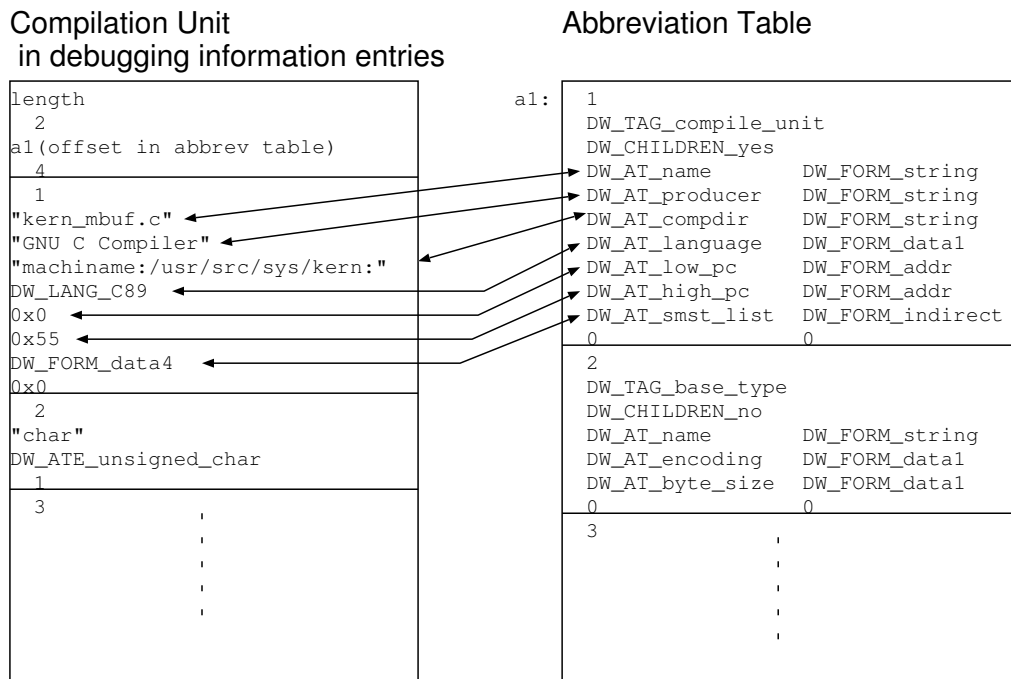 Compilation Unit
in debugging information entries
length
2
a1(offset in abbrev table)
4
1
"kern_mbuf.c"
"GNU C Compiler"
"machiname:/usr/src/sys/kern:"
DW_LANG_C89
0x0
0x55
DW_FORM_data4
0x0
2
"char"
DW_ATE_unsigned_char
1
3
Abbreviation Table
a1:
1
DW_TAG_compile_unit
DW_CHILDREN_yes
DW_AT_name DW_FORM_string
DW_AT_producer DW_FORM_string
DW_AT_compdir DW_FORM_string
DW_AT_language DW_FORM_data1
DW_AT_low_pc DW_FORM_addr
DW_AT_high_pc DW_FORM_addr
DW_AT_smst_list DW_FORM_indirect
0 0
2
DW_TAG_base_type
DW_CHILDREN_no
DW_AT_name DW_FORM_string
DW_AT_encoding DW_FORM_data1
DW_AT_byte_size DW_FORM_data1
0 0
3